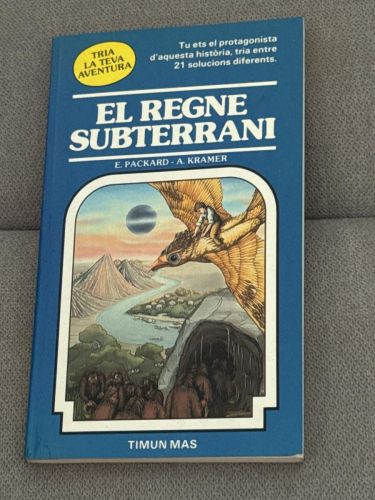 TRIA
LA TEVA
AVENTURA
Tu ets el protagonista
d'aquesta història, tria entre
21 solucions diferents.
EL REGNE
SUBTERRANI
E. PACKARD - A. KRAMER
TIMUN MAS